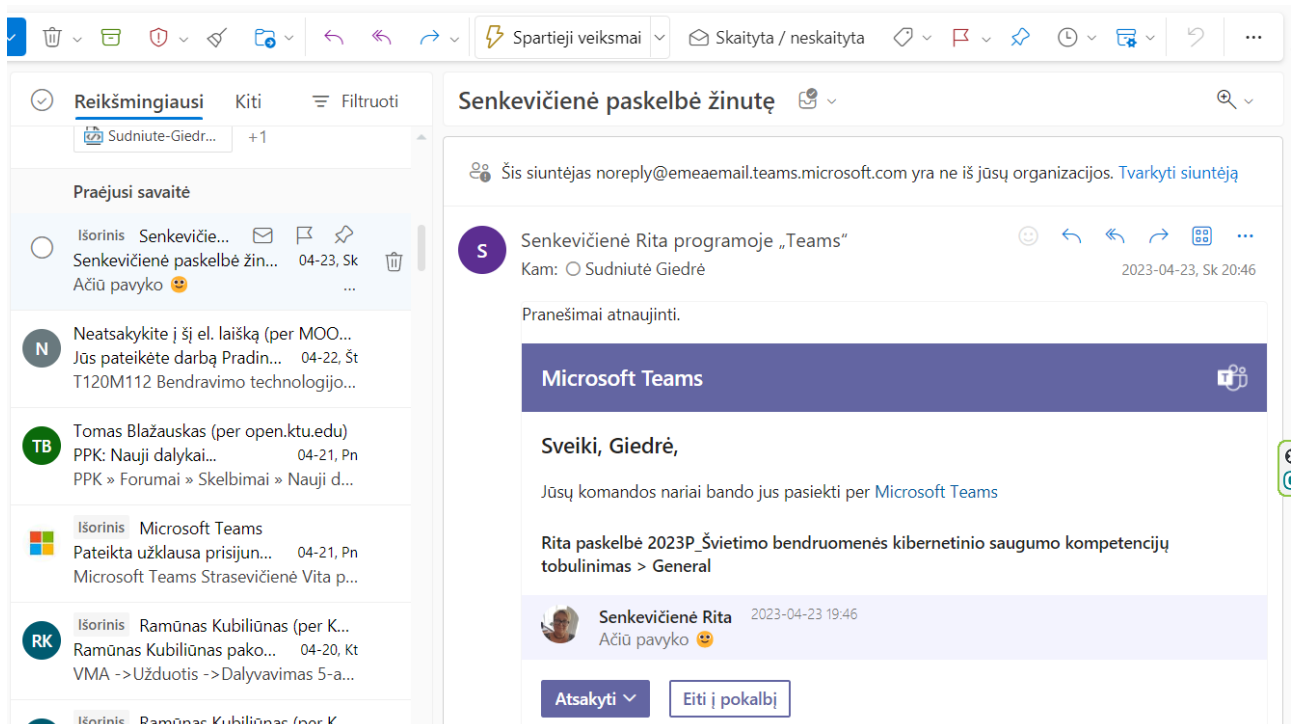 Spartieji veiksmai
Skaityta / neskaityta
Reikšmingiausi
Kiti
Filtruoti
Sudniute-Giedr...
+1
Praėjusi savaitė
Išorinis Senkevičie...
Senkevičienė paskelbė žin... 04-23, Sk
Ačiū pavyko 🙂
N
Neatsakykite į šį el. laišką (per MOO...
Jūs pateikėte darbą Pradin... 04-22, Št
T120M112 Bendravimo technologijo...
TB
Tomas Blažauskas (per open.ktu.edu)
PPK: Nauji dalykai... 04-21, Pn
PPK » Forumai » Skelbimai » Nauji d...
Išorinis Microsoft Teams
Pateikta užklausa prisijun... 04-21, Pn
Microsoft Teams Strasevičienė Vita p...
RK
Išorinis Ramūnas Kubiliūnas (per K...
Ramūnas Kubiliūnas pako... 04-20, Kt
VMA ->Užduotis ->Dalyvavimas 5-a...
Išorinis Ramūnas Kubiliūnas (per K
Senkevičienė paskelbė žinutę
Šis siuntėjas noreply@emeaemail.teams.microsoft.com yra ne iš jūsų organizacijos. Tvarkyti siuntėją
S
Senkevičienė Rita programoje „Teams“
Kam: Sudniutė Giedrė
2023-04-23, Sk 20:46
Pranešimai atnaujinti.
Microsoft Teams
Sveiki, Giedrė,
Jūsų komandos nariai bando jus pasiekti per Microsoft Teams
Rita paskelbė 2023P_Švietimo bendruomenės kibernetinio saugumo kompetencijų
tobulinimas > General
Senkevičienė Rita 2023-04-23 19:46
Ačiū pavyko 🙂
Atsakyti
Eiti į pokalbį